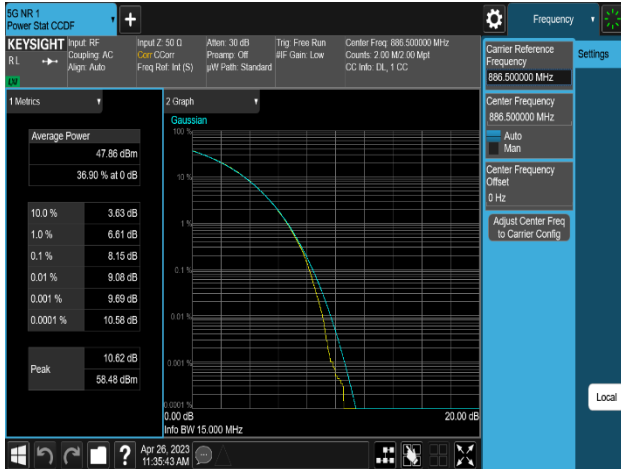 5G NR 1
Power Stat CCDF
+
Frequency
KEYSIGHT
R L
LV
Input: RF
Coupling: AC
Align: Auto
Input Z: 50 Ω
Corr CCorr
Freq Ref: Int (S)
Atten: 30 dB
Preamp: Off
µW Path: Standard
Trig: Free Run
#IF Gain: Low
Center Freq: 886.500000 MHz
Counts: 2.00 M/2.00 Mpt
CC Info: DL, 1 CC
Carrier Reference
Frequency
886.500000 MHz
Settings
Center Frequency
886.500000 MHz
Auto
Man
Center Frequency
Offset
0 Hz
Adjust Center Freq
to Carrier Config
Local
1 Metrics
Average Power
47.86 dBm
36.90 % at 0 dB
10.0 % 3.63 dB
1.0 % 6.61 dB
0.1 % 8.15 dB
0.01 % 9.08 dB
0.001 % 9.69 dB
0.0001 % 10.58 dB
Peak
10.62 dB
58.48 dBm
2 Graph
Gaussian
100 %
10 %
1 %
0.1 %
0.01 %
0.001 %
0.0001 %
0.00 dB 20.00 dB
Info BW 15.000 MHz
?
Apr 26, 2023
11:35:43 AM